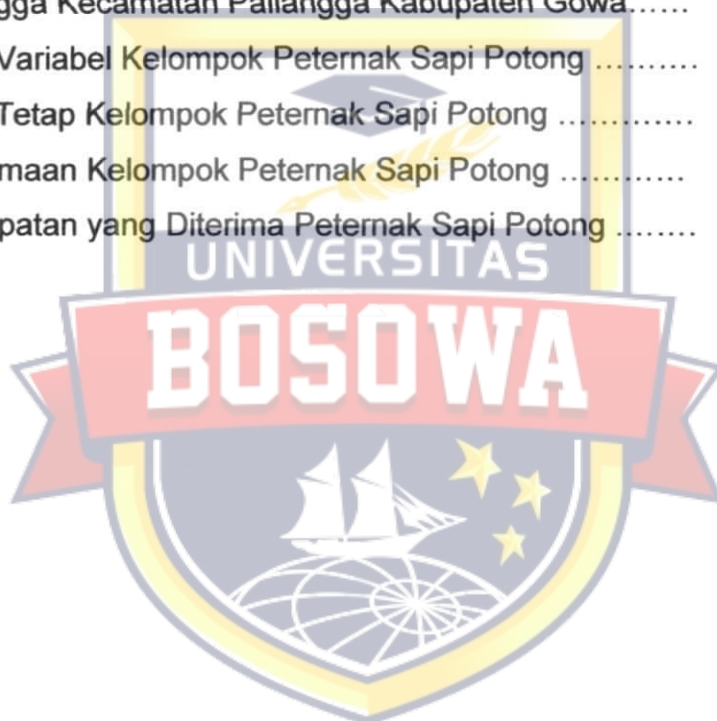 gga Kecamatan Pallangga Kabupaten Gowa......
Variabel Kelompok Peternak Sapi Potong ..........
Tetap Kelompok Peternak Sapi Potong .............
maan Kelompok Peternak Sapi Potong ............
patan yang Diterima Peternak Sapi Potong ........
UNIVERSITAS
BOSOWA